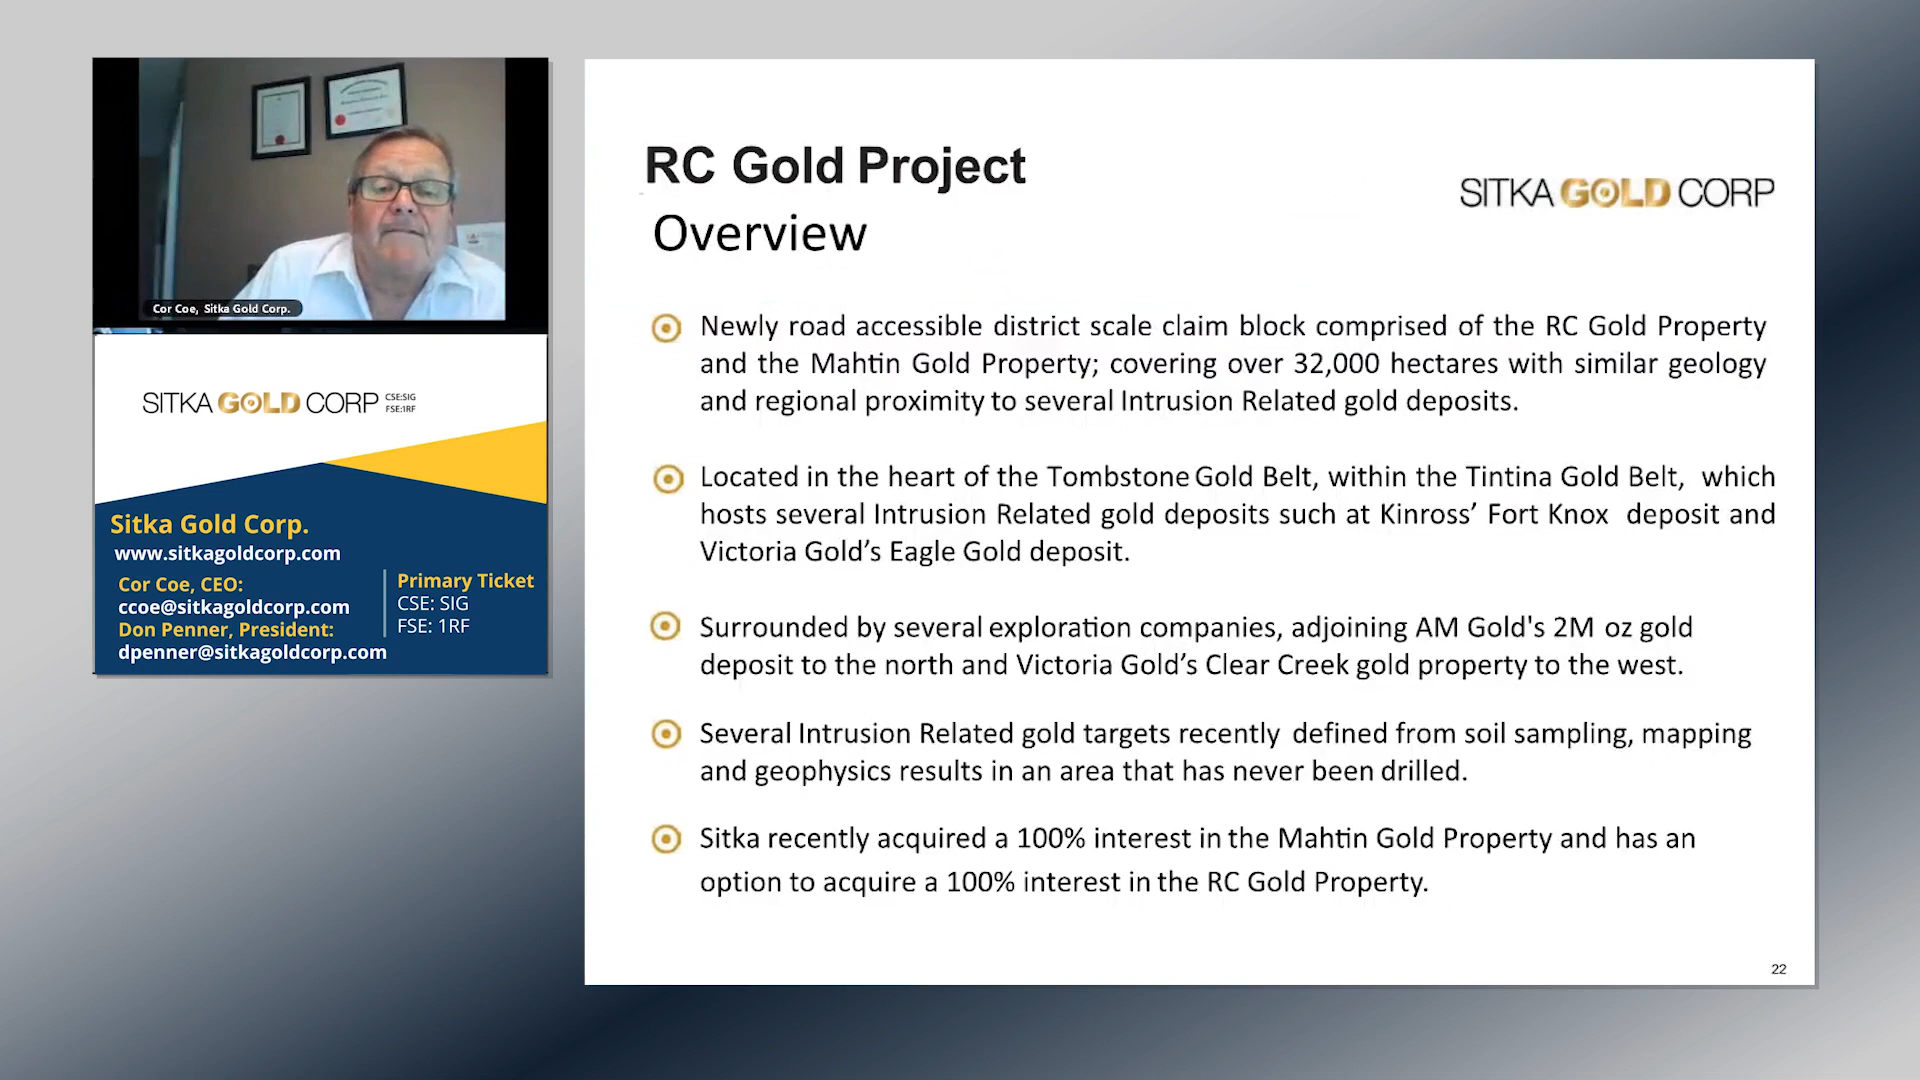 Cor Coe, Sitka Gold Corp.
SITKA GOLD CORP CSE:SIG
FSE:1RF
Sitka Gold Corp.
www.sitkagoldcorp.com
Cor Coe, CEO:
ccoe@sitkagoldcorp.com
Don Penner, President:
dpenner@sitkagoldcorp.com
Primary Ticket
CSE: SIG
FSE: 1RF
RC Gold Project
Overview
SITKA GOLD CORP
Newly road accessible district scale claim block comprised of the RC Gold Property
and the Mahtin Gold Property; covering over 32,000 hectares with similar geology
and regional proximity to several Intrusion Related gold deposits.
Located in the heart of the Tombstone Gold Belt, within the Tintina Gold Belt, which
hosts several Intrusion Related gold deposits such at Kinross’ Fort Knox deposit and
Victoria Gold’s Eagle Gold deposit.
Surrounded by several exploration companies, adjoining AM Gold's 2M oz gold
deposit to the north and Victoria Gold’s Clear Creek gold property to the west.
Several Intrusion Related gold targets recently defined from soil sampling, mapping
and geophysics results in an area that has never been drilled.
Sitka recently acquired a 100% interest in the Mahtin Gold Property and has an
option to acquire a 100% interest in the RC Gold Property.
22